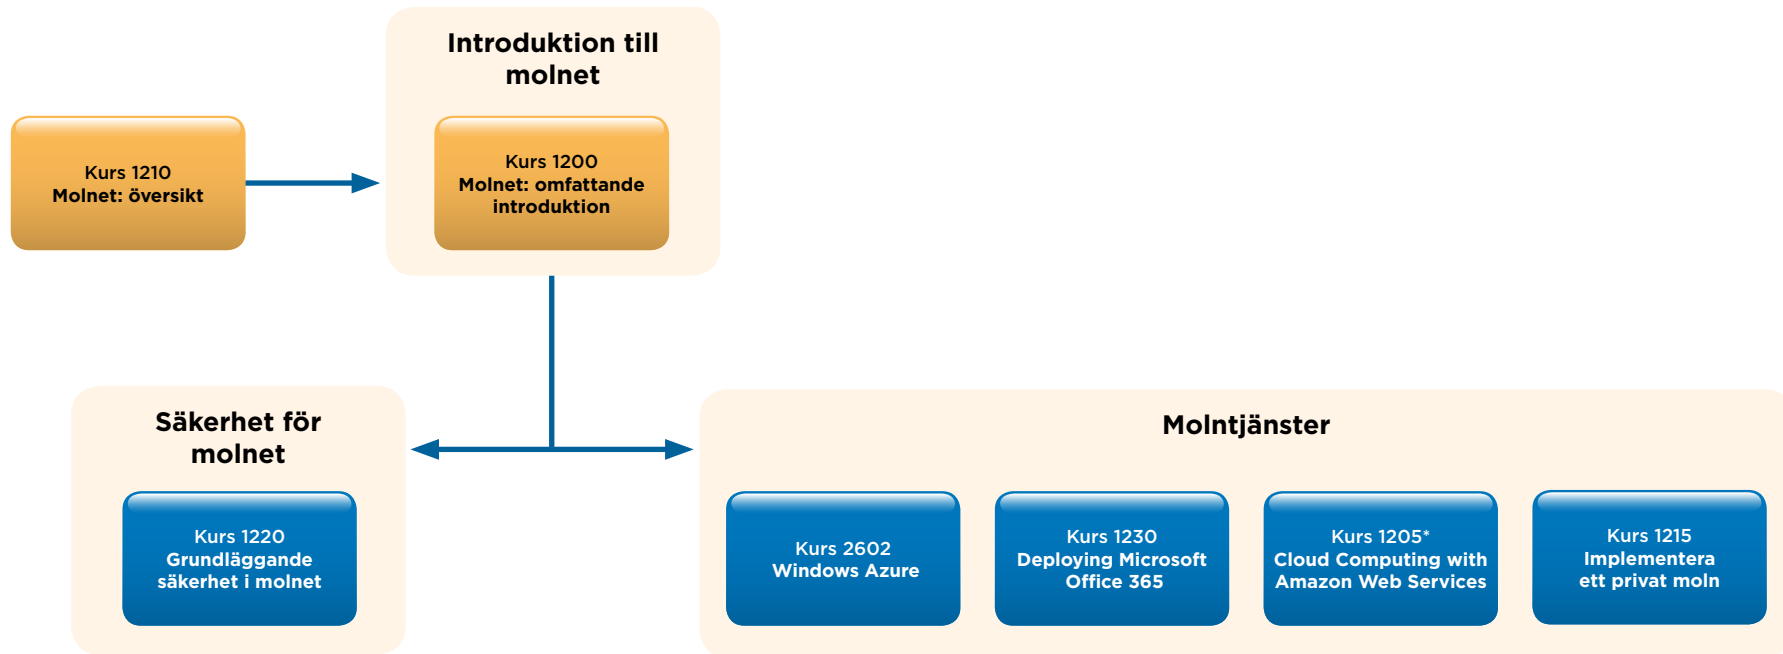 Introduktion till
molnet
Kurs 1210
Molnet: översikt
Kurs 1200
Molnet: omfattande
introduktion
Säkerhet för
molnet
Kurs 1220
Grundläggande
säkerhet i molnet
Molntjänster
Kurs 2602
Windows Azure
Kurs 1230
Deploying Microsoft
Office 365
Kurs 1205*
Cloud Computing with
Amazon Web Services
Kurs 1215
Implementera
ett privat moln